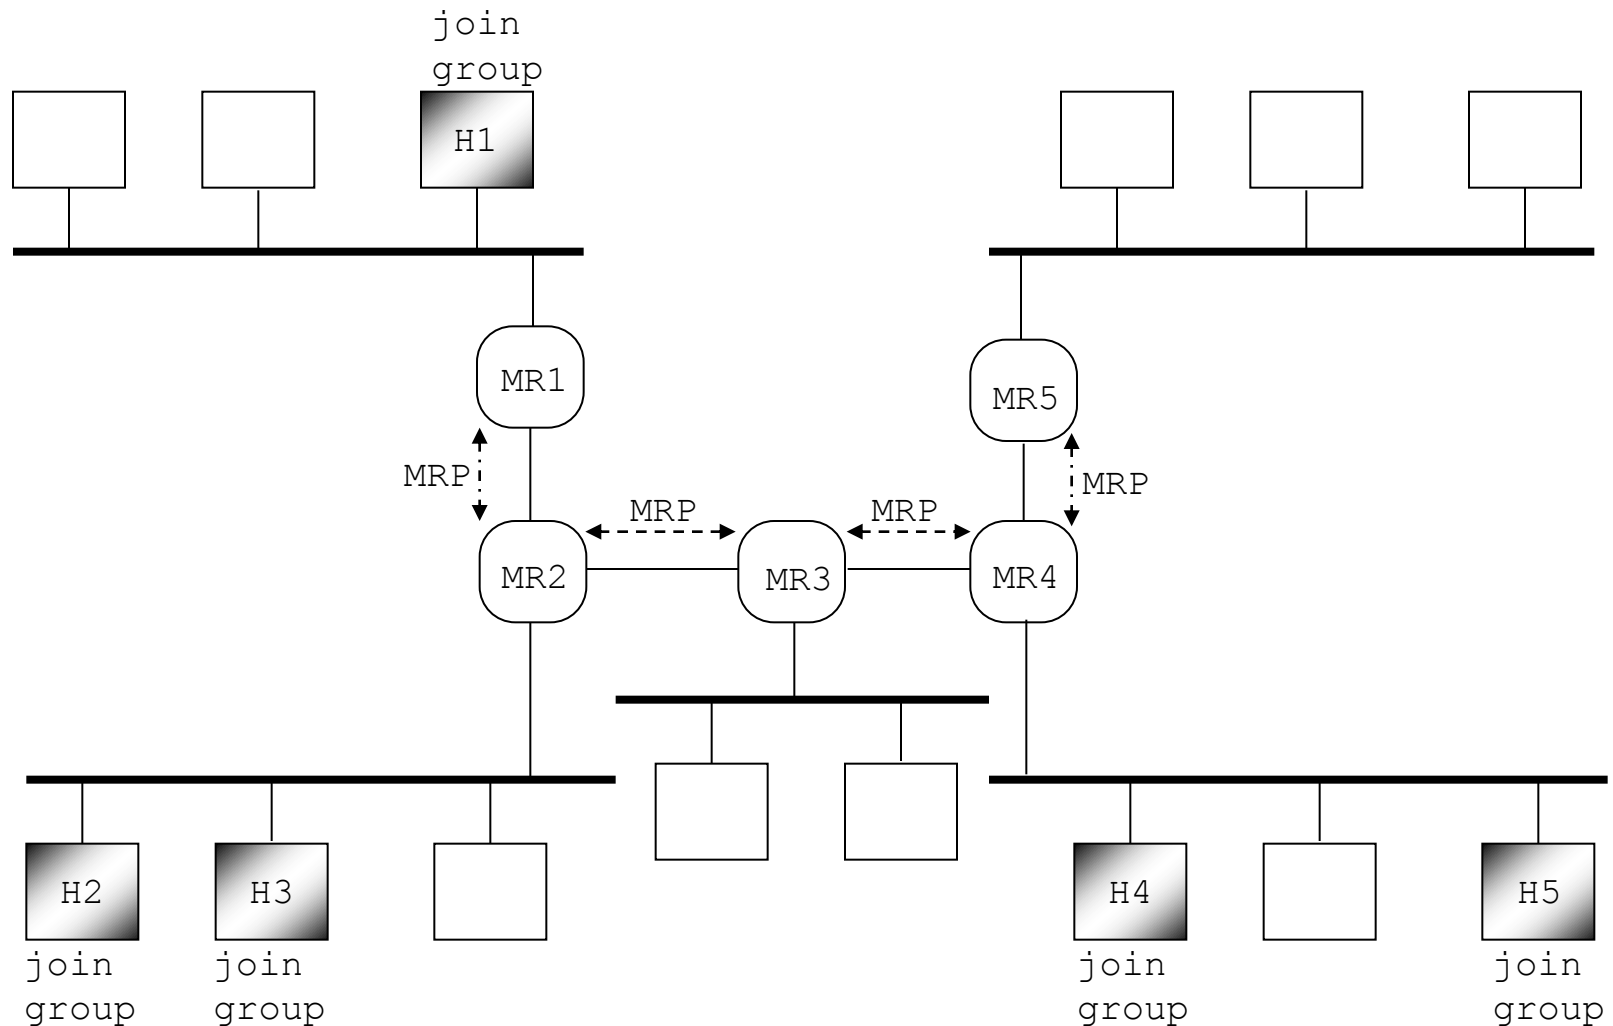 join
group
H1
MR1
MR5
MRP
MRP
MRP
MRP
MR2
MR3
MR4
H2
H3
H4
H5
join
group
join
group
join
group
join
group